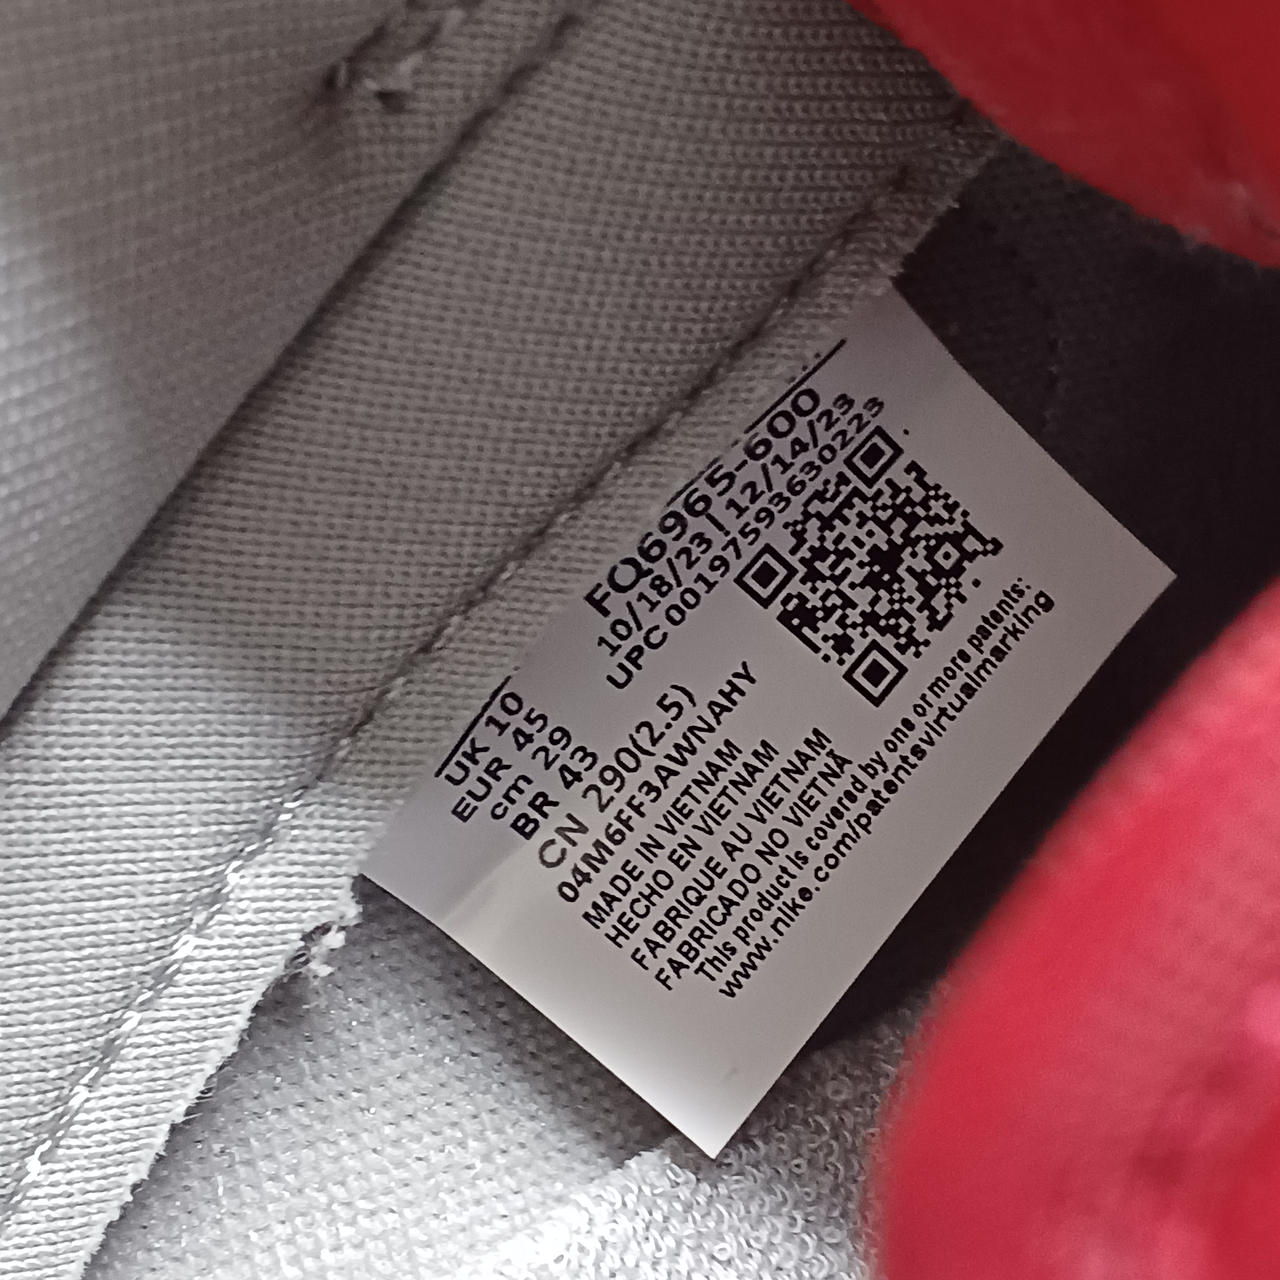 FQ6965-600
10/18/23 | 12/14/23
UPC 00197593630223
UK 10
EUR 45
cm 29
BR 43
CN 290(2.5)
04M6FF3AWNAHY
MADE IN VIETNAM
HECHO EN VIETNAM
FABRIQUE AU VIETNAM
FABRICADO NO VIETNÃ
This product is covered by one or more patents:
www.nike.com/patentsvirtualmarking